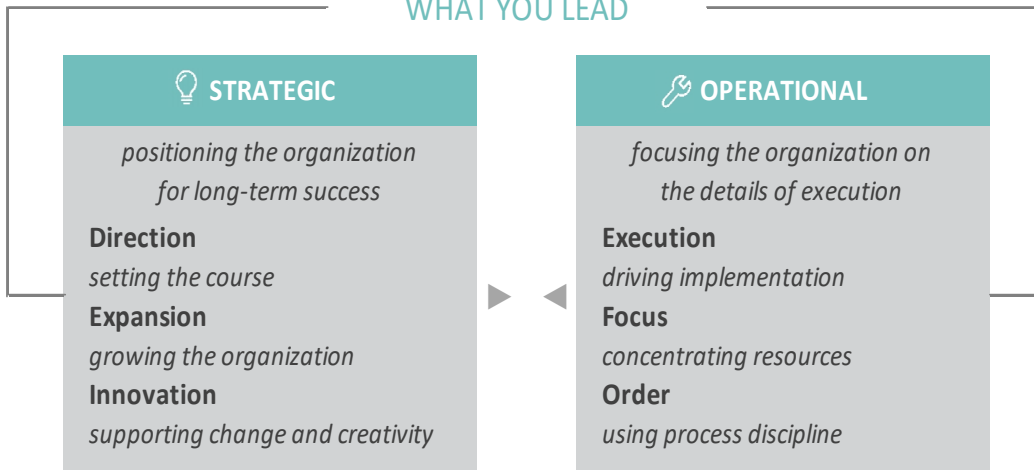 WHAT YOU LEAD
STRATEGIC
positioning the organization
for long-term success
Direction
setting the course
Expansion
growing the organization
Innovation
supporting change and creativity
OPERATIONAL
focusing the organization on
the details of execution
Execution
driving implementation
Focus
concentrating resources
Order
using process discipline